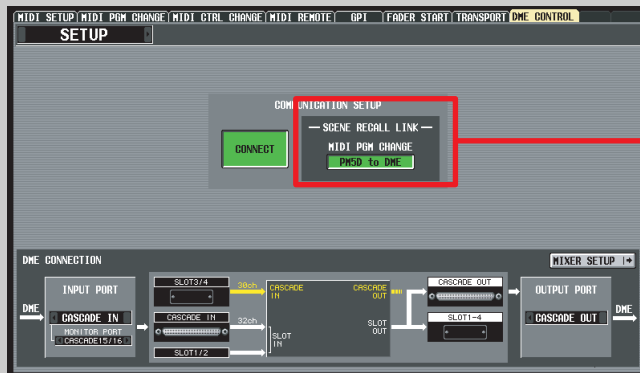 MIDI SETUP MIDI PGM CHANGE MIDI CTRL CHANGE MIDI REMOTE GPI FADER START TRANSPORT DME CONTROL
SETUP
COMMUNICATION SETUP
SCENE RECALL LINK
CONNECT
MIDI PGM CHANGE
PM5D to DME
DME CONNECTION
MIXER SETUP
INPUT PORT
DME
CASCADE IN
MONITOR PORT
CASCADE15/16
SLOT3/4
30ch
CASCADE IN
32ch
SLOT1/2
CASCADE
IN
CASCADE
OUT
SLOT
IN
SLOT
OUT
CASCADE OUT
SLOT1-4
OUTPUT PORT
CASCADE OUT
DME